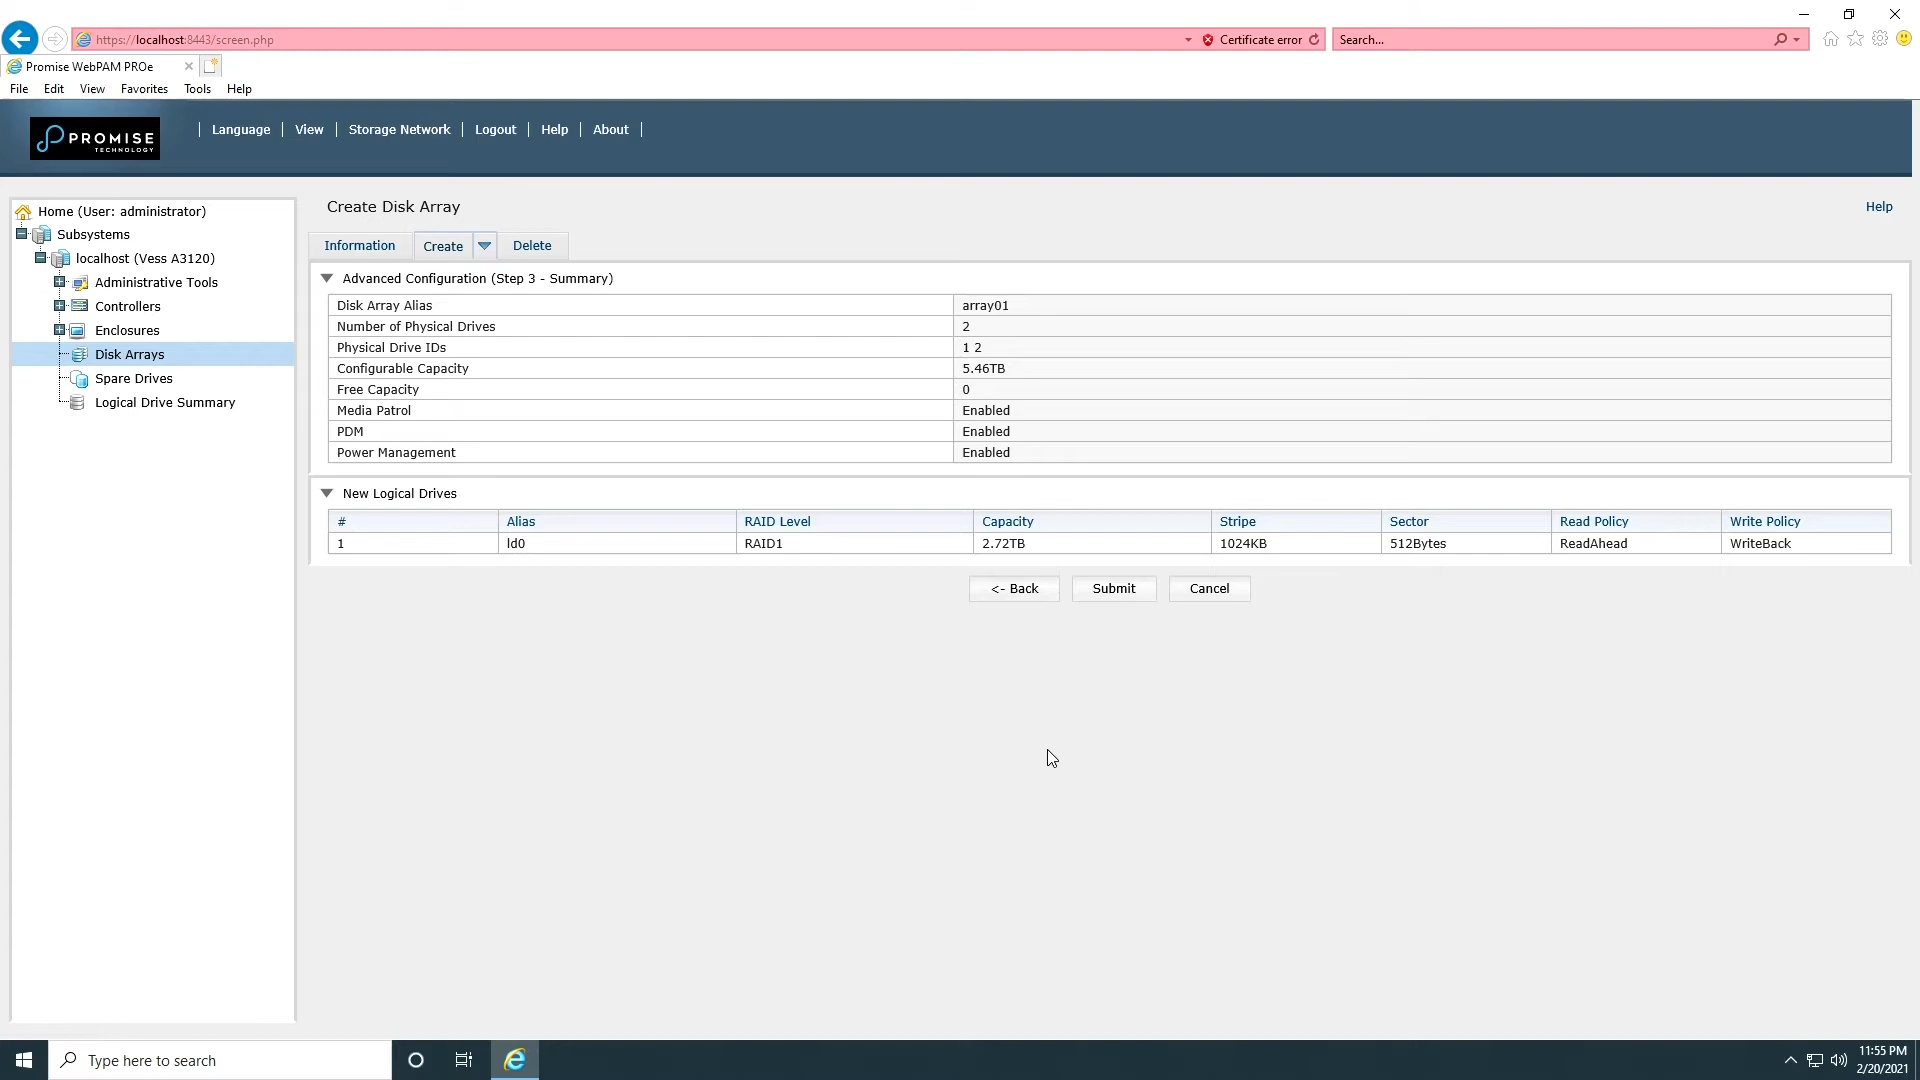 https://localhost:8443/screen.php
Certificate error
Search...
Promise WebPAM PROe
File Edit View Favorites Tools Help
PROMISE
TECHNOLOGY
Language View Storage Network Logout Help About
Home (User: administrator)
Subsystems
localhost (Vess A3120)
Administrative Tools
Controllers
Enclosures
Disk Arrays
Spare Drives
Logical Drive Summary
Create Disk Array
Help
Information Create Delete
Advanced Configuration (Step 3 - Summary)
Disk Array Alias array01
Number of Physical Drives 2
Physical Drive IDs 1 2
Configurable Capacity 5.46TB
Free Capacity 0
Media Patrol Enabled
PDM Enabled
Power Management Enabled
New Logical Drives
# Alias RAID Level Capacity Stripe Sector Read Policy Write Policy
1 ld0 RAID1 2.72TB 1024KB 512Bytes ReadAhead WriteBack
<- Back Submit Cancel
Type here to search
11:55 PM
2/20/2021